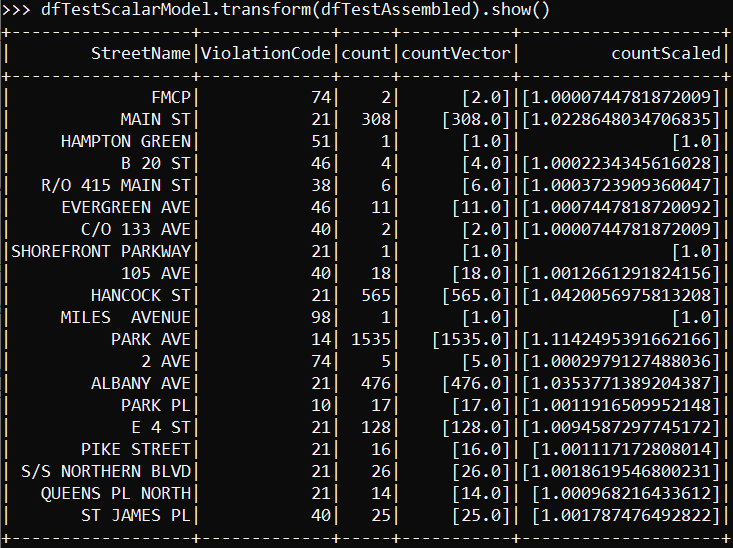 >>> dfTestScalarModel.transform(dfTestAssembled).show()
+------------------+-------------+-----+-----------+--------------------+
|        StreetName|ViolationCode|count|countVector|         countScaled|
+------------------+-------------+-----+-----------+--------------------+
|              FMCP|           74|    2|      [2.0]|[1.0000744781872009]|
|           MAIN ST|           21|  308|    [308.0]|[1.0228648034706835]|
|     HAMPTON GREEN|           51|    1|      [1.0]|               [1.0]|
|           B 20 ST|           46|    4|      [4.0]|[1.0002234345616028]|
|   R/O 415 MAIN ST|           38|    6|      [6.0]|[1.0003723909360047]|
|     EVERGREEN AVE|           46|   11|     [11.0]|[1.0007447818720092]|
|       C/O 133 AVE|           40|    2|      [2.0]|[1.0000744781872009]|
|SHOREFRONT PARKWAY|           21|    1|      [1.0]|               [1.0]|
|           105 AVE|           40|   18|     [18.0]|[1.0012661291824156]|
|        HANCOCK ST|           21|  565|    [565.0]|[1.0420056975813208]|
|     MILES  AVENUE|           98|    1|      [1.0]|               [1.0]|
|          PARK AVE|           14| 1535|   [1535.0]|[1.1142495391662166]|
|             2 AVE|           74|    5|      [5.0]|[1.0002979127488036]|
|        ALBANY AVE|           21|  476|    [476.0]|[1.0353771389204387]|
|           PARK PL|           10|   17|     [17.0]|[1.0011916509952148]|
|            E 4 ST|           21|  128|    [128.0]|[1.0094587297745172]|
|       PIKE STREET|           21|   16|     [16.0]| [1.001117172808014]|
| S/S NORTHERN BLVD|           21|   26|     [26.0]|[1.0018619546800231]|
|   QUEENS PL NORTH|           21|   14|     [14.0]| [1.000968216433612]|
|       ST JAMES PL|           40|   25|     [25.0]| [1.001787476492822]|
+------------------+-------------+-----+-----------+--------------------+